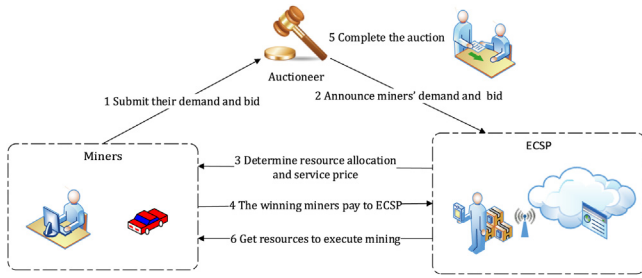 5 Complete the auction
Auctioneer
1 Submit their demand and bid
2 Announce miners' demand and bid
Miners
ECSP
3 Determine resource allocation
and service price
4 The winning miners pay to ECSP
6 Get resources to execute mining